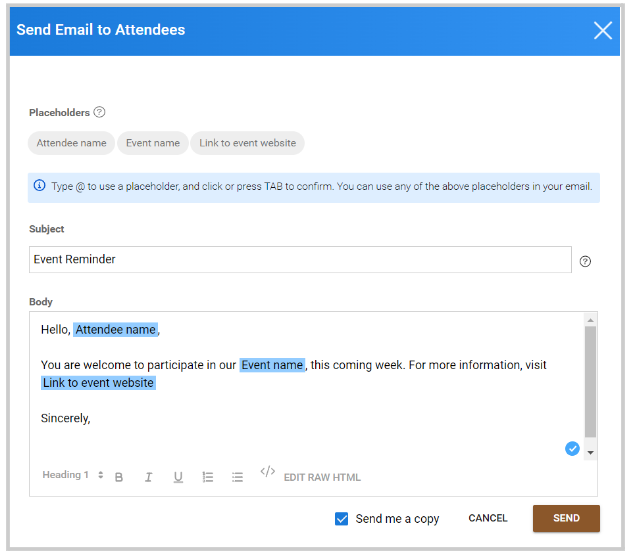 Send Email to Attendees
Placeholders
Attendee name Event name Link to event website
Type @ to use a placeholder, and click or press TAB to confirm. You can use any of the above placeholders in your email.
Subject
Event Reminder
Body
Hello, Attendee name,
You are welcome to participate in our Event name, this coming week. For more information, visit
Link to event website
Sincerely,
Heading 1 B I U </> EDIT RAW HTML
Send me a copy CANCEL SEND